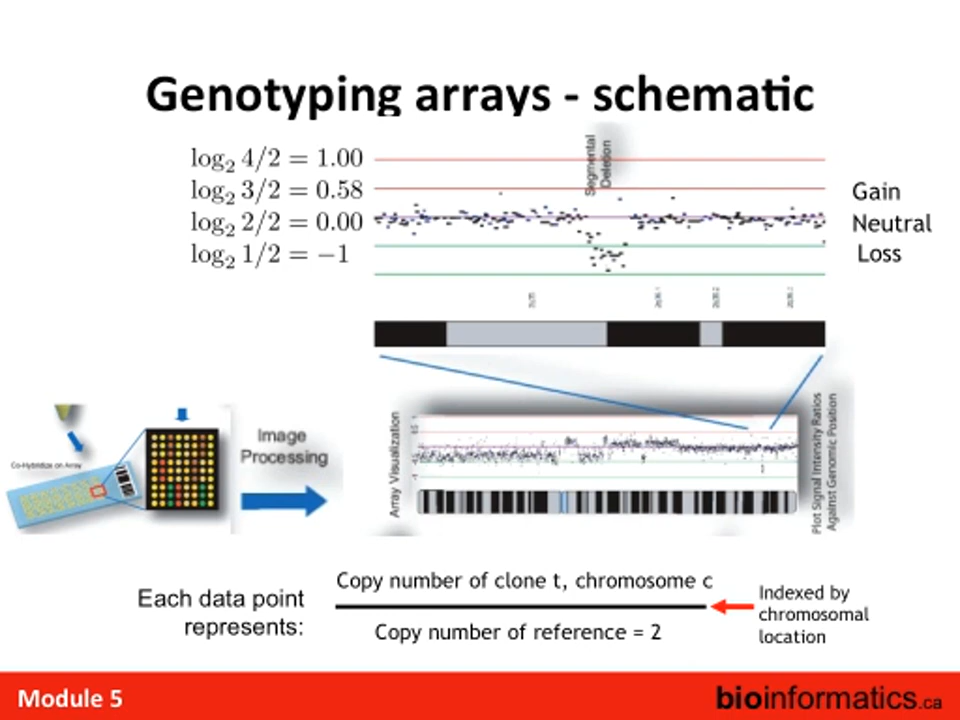 Genotyping arrays - schematic
log₂ 4/2 = 1.00
log₂ 3/2 = 0.58
log₂ 2/2 = 0.00
log₂ 1/2 = −1
Segmental
Deletion
Gain
Neutral
Loss
Co-Hybridize on Array
Image
Processing
Array Visualization
Plot Signal Intensity Ratios
Against Genomic Position
Each data point
represents:
Copy number of clone t, chromosome c
Copy number of reference = 2
Indexed by
chromosomal
location
Module 5
bioinformatics.ca